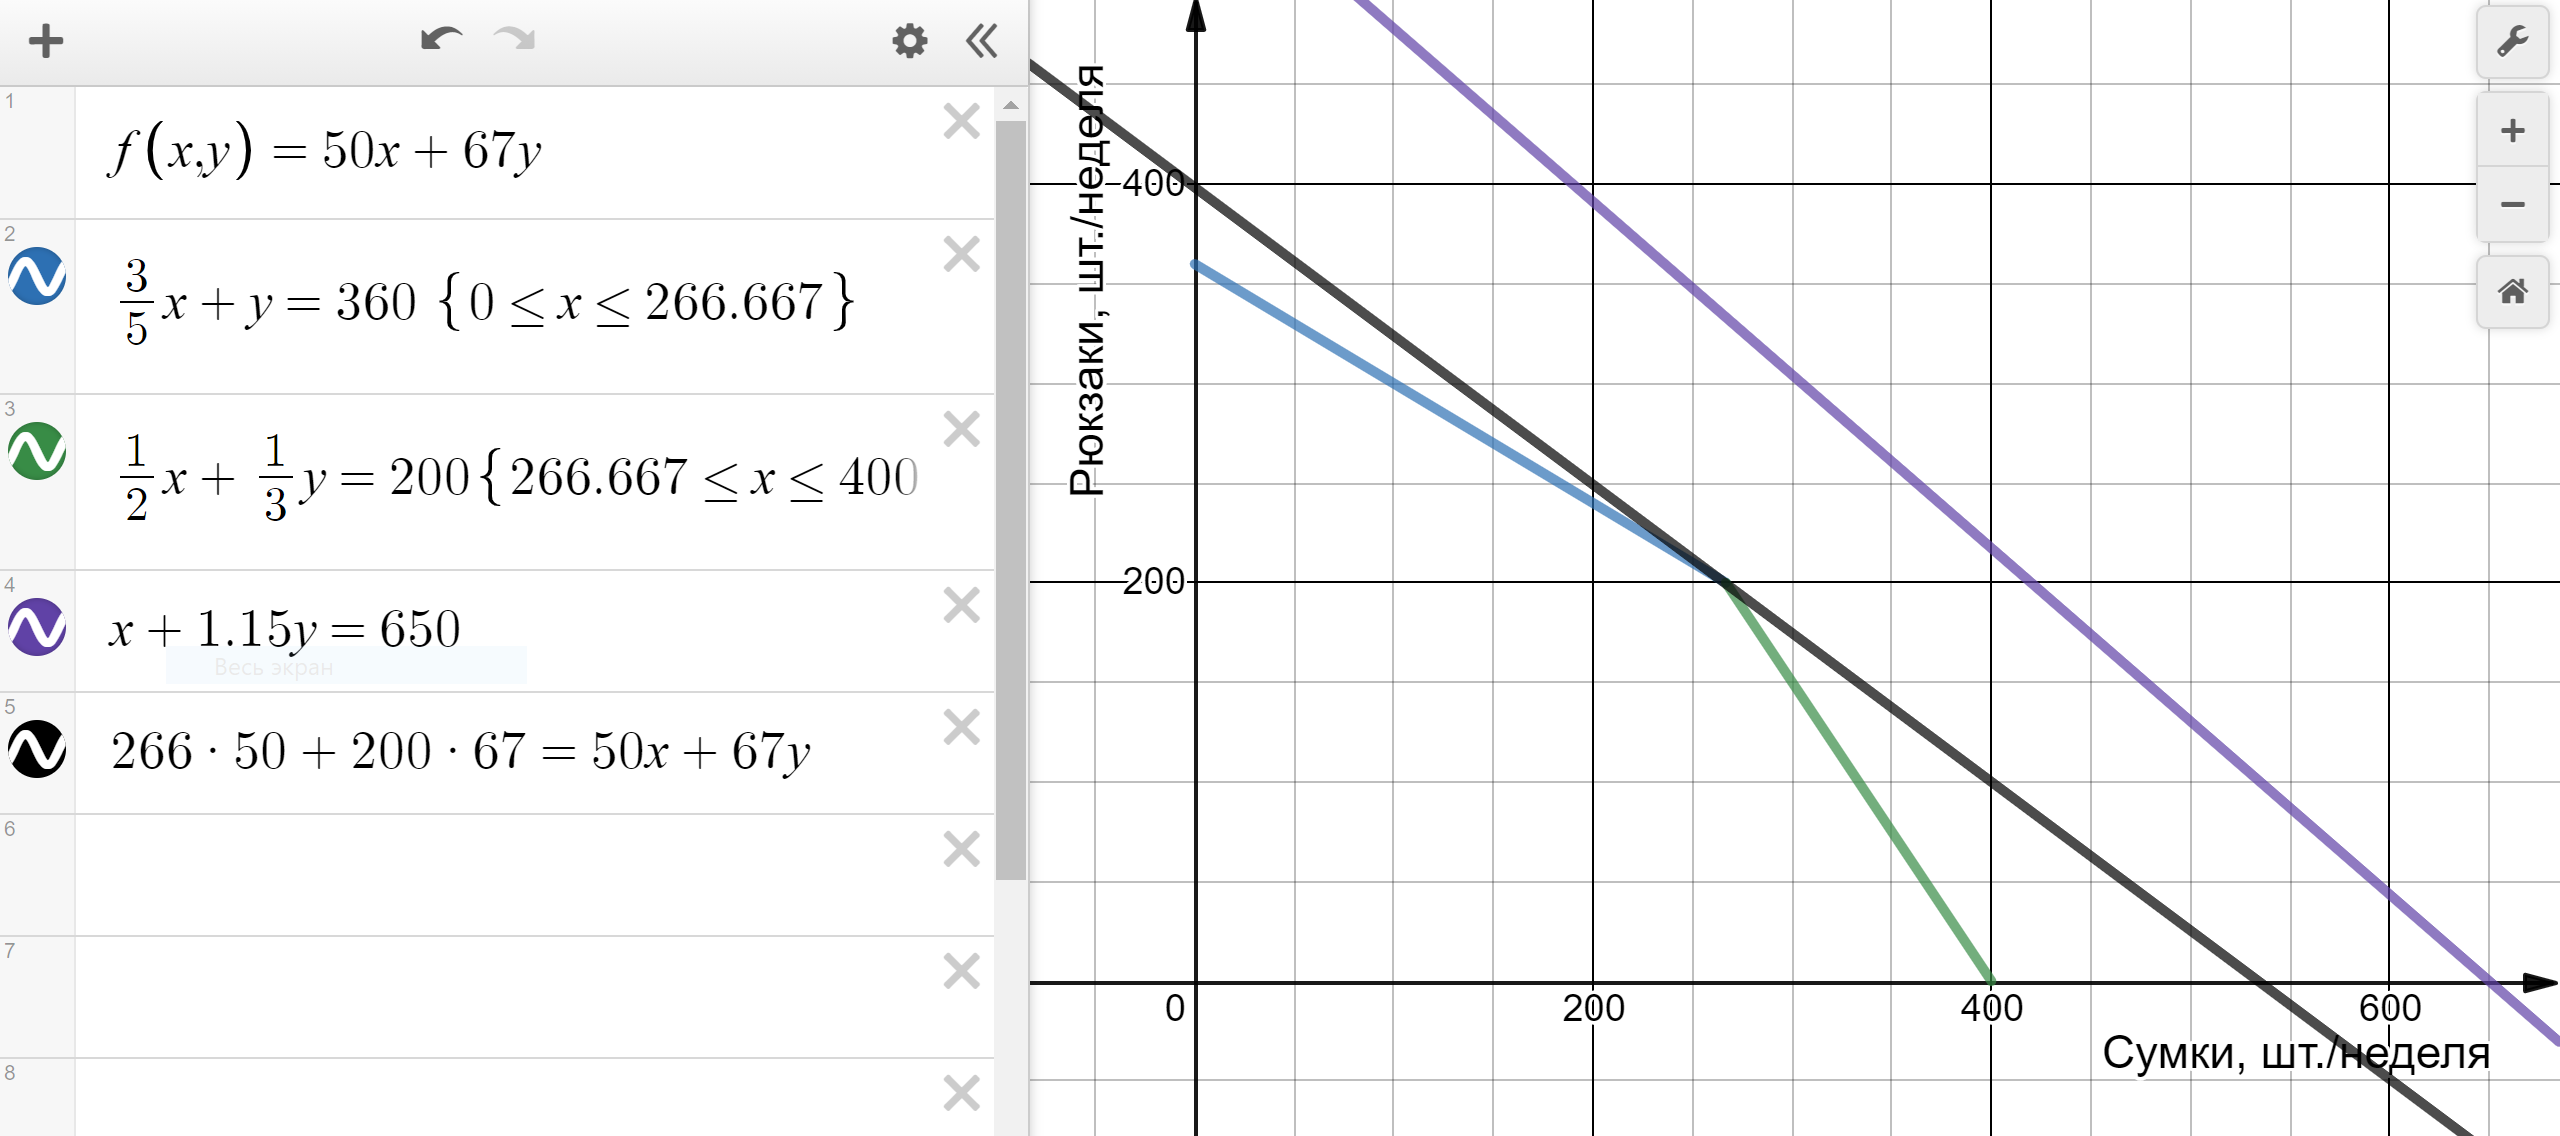 1
f(x,y) = 50x + 67y
2
3/5 x + y = 360 {0 ≤ x ≤ 266.667}
3
1/2 x + 1/3 y = 200{266.667 ≤ x ≤ 400
4
x + 1.15y = 650
Весь экран
5
266 · 50 + 200 · 67 = 50x + 67y
6
7
8
Рюкзаки, шт./неделя
400
200
0
200
400
600
Сумки, шт./неделя